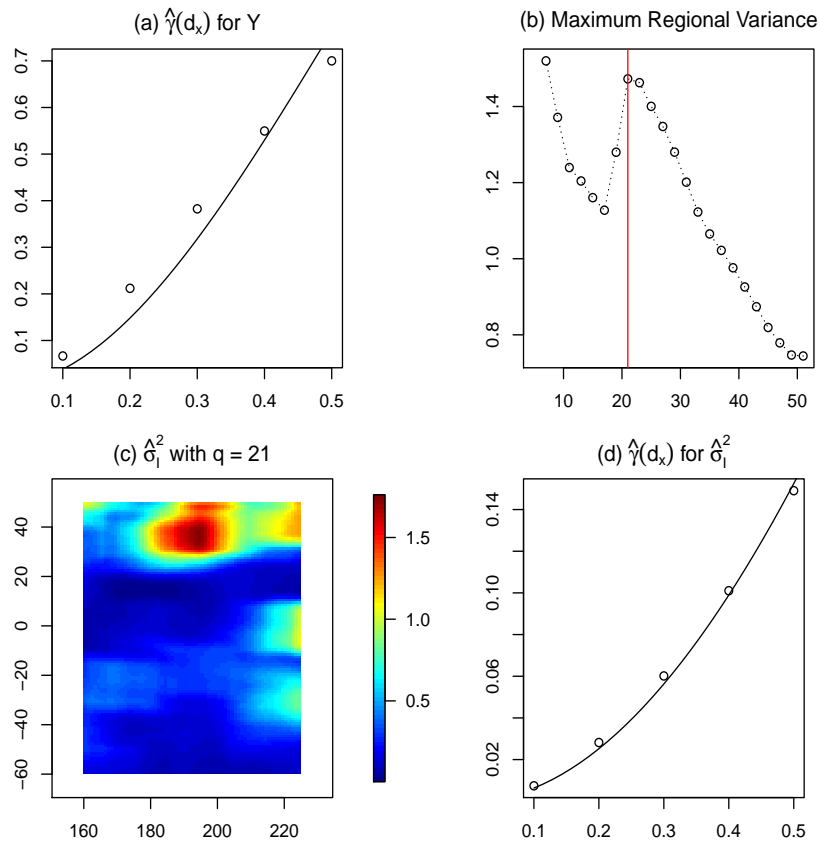 (a) γ̂(dₓ) for Y
0.1 0.2 0.3 0.4 0.5 0.6 0.7
0.1 0.2 0.3 0.4 0.5
(b) Maximum Regional Variance
0.8 1.0 1.2 1.4
10 20 30 40 50
(c) σ̂²ₗ with q = 21
−60 −40 −20 0 20 40
160 180 200 220
0.5 1.0 1.5
(d) γ̂(dₓ) for σ̂²ₗ
0.02 0.06 0.10 0.14
0.1 0.2 0.3 0.4 0.5